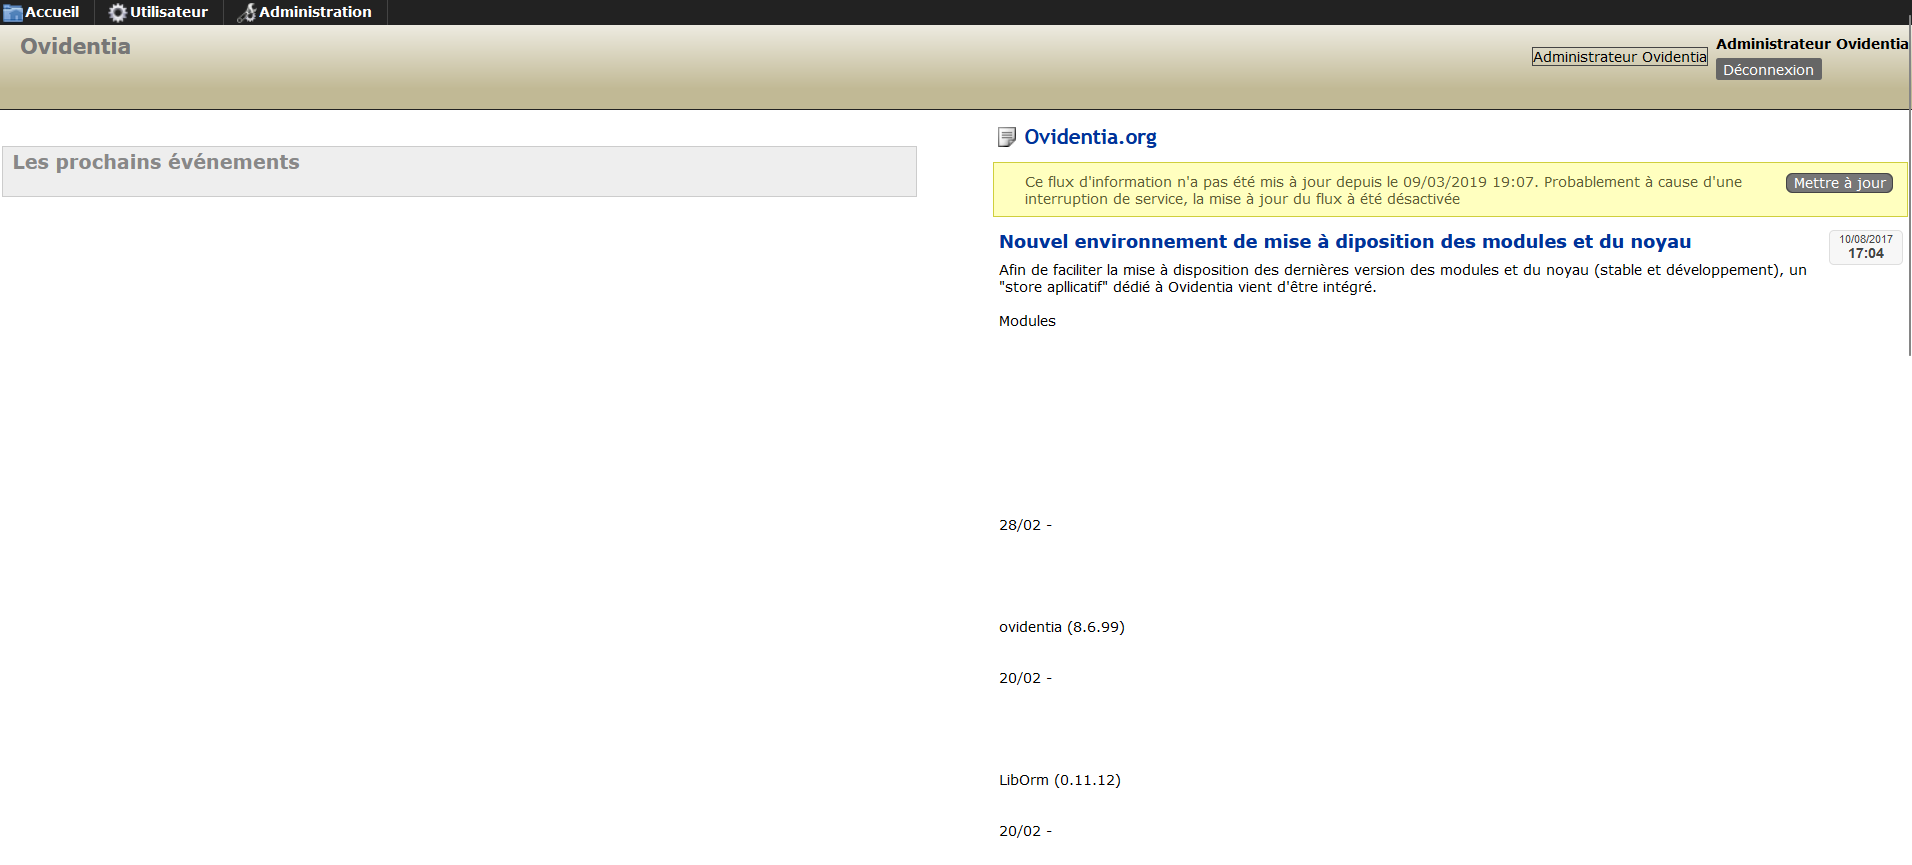 Accueil Utilisateur Administration
Ovidentia
Administrateur Ovidentia
Administrateur Ovidentia
Déconnexion
Les prochains événements
Ovidentia.org
Ce flux d'information n'a pas été mis à jour depuis le 09/03/2019 19:07. Probablement à cause d'une
interruption de service, la mise à jour du flux à été désactivée
Mettre à jour
Nouvel environnement de mise à diposition des modules et du noyau
10/08/2017
17:04
Afin de faciliter la mise à disposition des dernières version des modules et du noyau (stable et développement), un
"store apllicatif" dédié à Ovidentia vient d'être intégré.
Modules
28/02 -
ovidentia (8.6.99)
20/02 -
LibOrm (0.11.12)
20/02 -